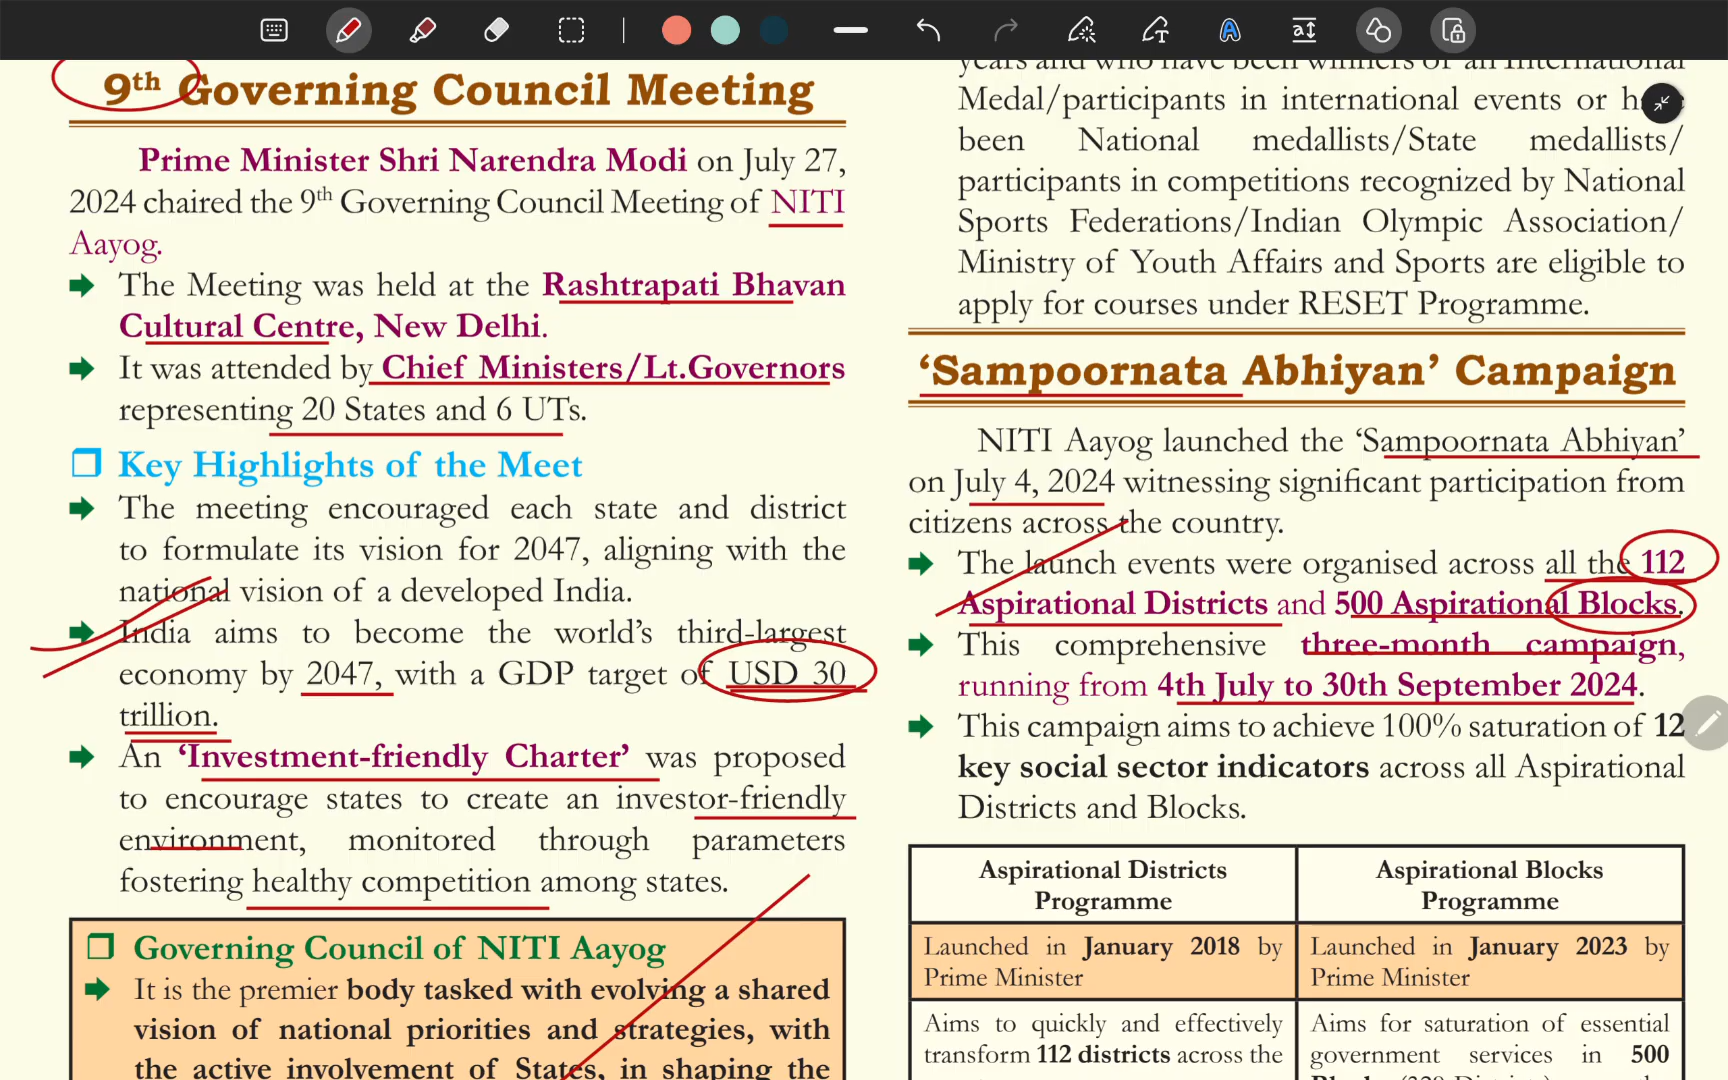 9th Governing Council Meeting
Prime Minister Shri Narendra Modi on July 27,
2024 chaired the 9th Governing Council Meeting of NITI
Aayog.
The Meeting was held at the Rashtrapati Bhavan
Cultural Centre, New Delhi.
It was attended by Chief Ministers/Lt.Governors
representing 20 States and 6 UTs.
Key Highlights of the Meet
The meeting encouraged each state and district
to formulate its vision for 2047, aligning with the
national vision of a developed India.
India aims to become the world's third-largest
economy by 2047, with a GDP target of USD 30
trillion.
An ‘Investment-friendly Charter’ was proposed
to encourage states to create an investor-friendly
environment, monitored through parameters
fostering healthy competition among states.
Governing Council of NITI Aayog
It is the premier body tasked with evolving a shared
vision of national priorities and strategies, with
the active involvement of States, in shaping the
years and who have been winners of an International
Medal/participants in international events or
been National medallists/State medallists/
participants in competitions recognized by National
Sports Federations/Indian Olympic Association/
Ministry of Youth Affairs and Sports are eligible to
apply for courses under RESET Programme.
‘Sampoornata Abhiyan’ Campaign
NITI Aayog launched the ‘Sampoornata Abhiyan’
on July 4, 2024 witnessing significant participation from
citizens across the country.
The launch events were organised across all the 112
Aspirational Districts and 500 Aspirational Blocks.
This comprehensive three-month campaign,
running from 4th July to 30th September 2024.
This campaign aims to achieve 100% saturation of 12
key social sector indicators across all Aspirational
Districts and Blocks.
Aspirational Districts
Programme
Aspirational Blocks
Programme
Launched in January 2018 by
Prime Minister
Launched in January 2023 by
Prime Minister
Aims to quickly and effectively
transform 112 districts across the
Aims for saturation of essential
government services in 500